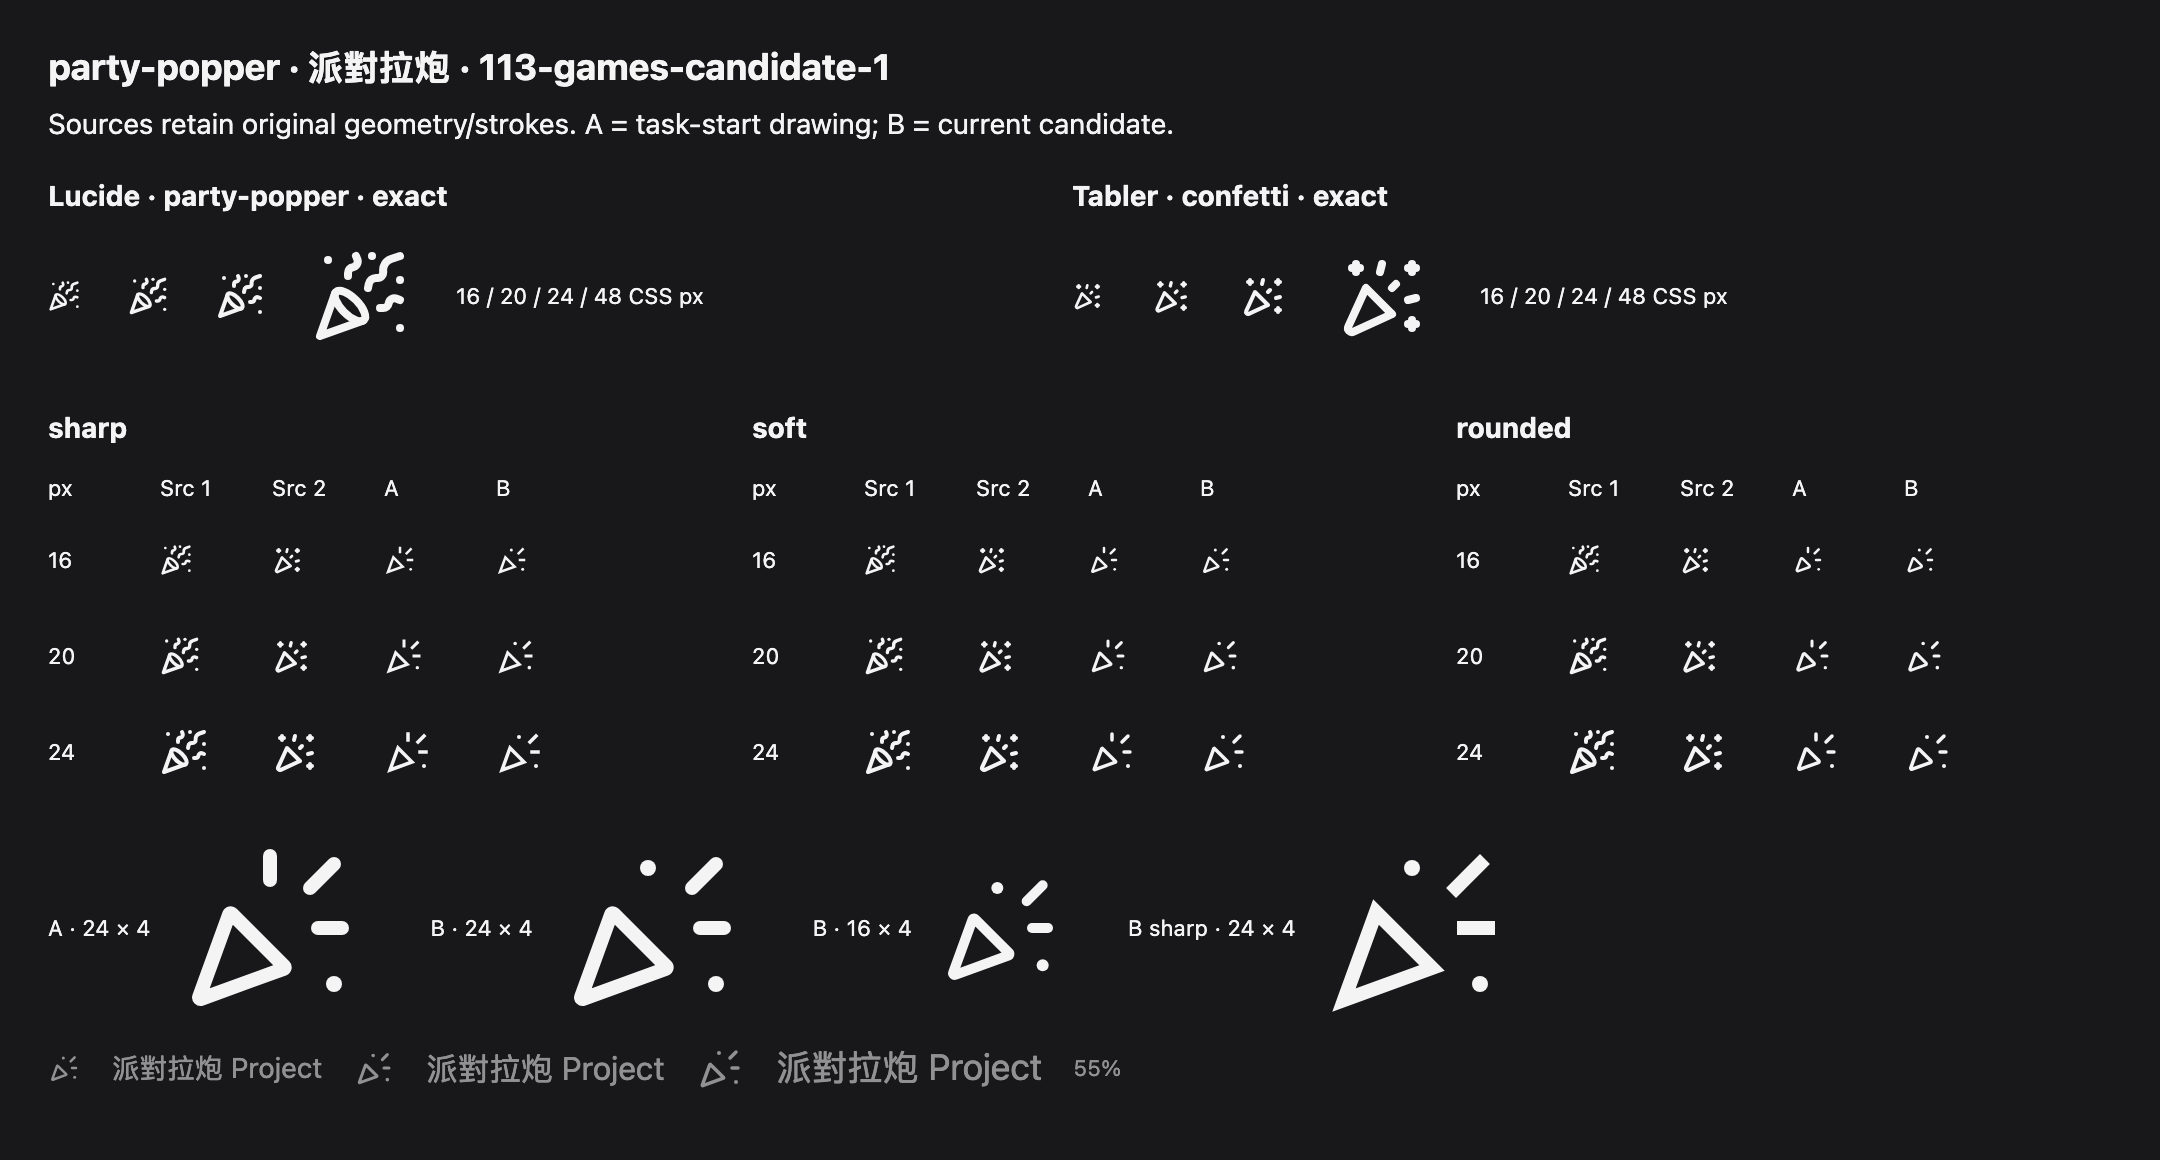 party-popper · 派對拉炮 · 113-games-candidate-1
Sources retain original geometry/strokes. A = task-start drawing; B = current candidate.
Lucide · party-popper · exact
Tabler · confetti · exact
16 / 20 / 24 / 48 CSS px
16 / 20 / 24 / 48 CSS px
sharp
px Src 1 Src 2 A B
16
20
24
soft
px Src 1 Src 2 A B
16
20
24
rounded
px Src 1 Src 2 A B
16
20
24
A · 24 × 4
B · 24 × 4
B · 16 × 4
B sharp · 24 × 4
派對拉炮 Project 派對拉炮 Project 派對拉炮 Project 55%